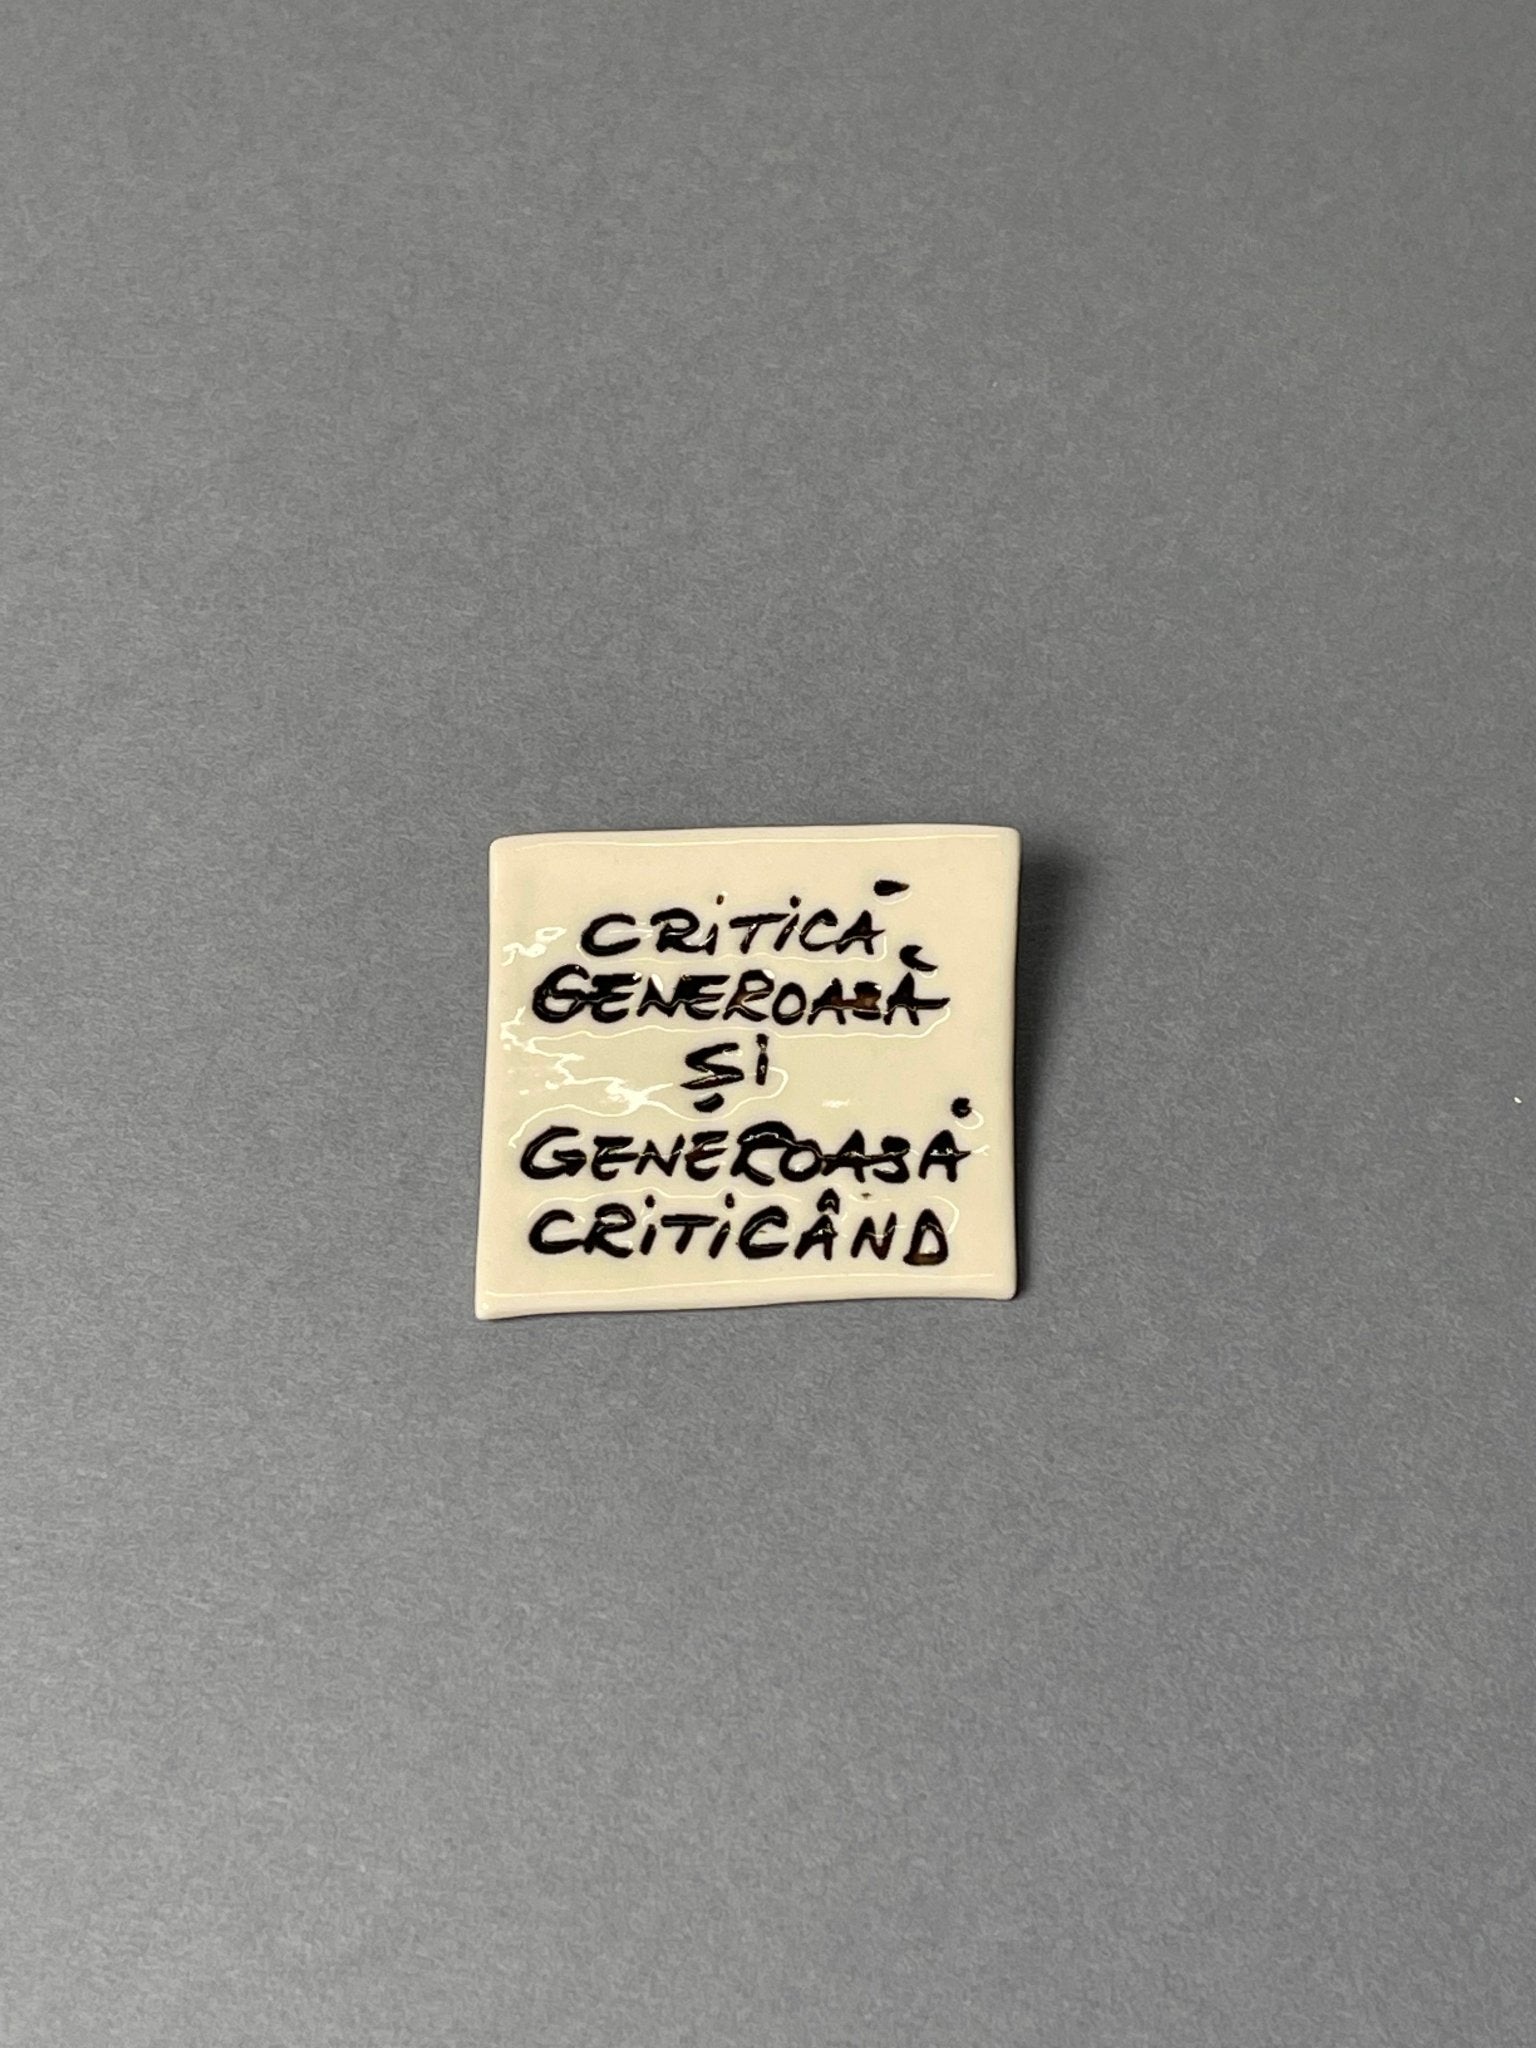 CRiTiCĂ
GENEROASĂ
Și
GENEROASĂ
CRiTiCÂND